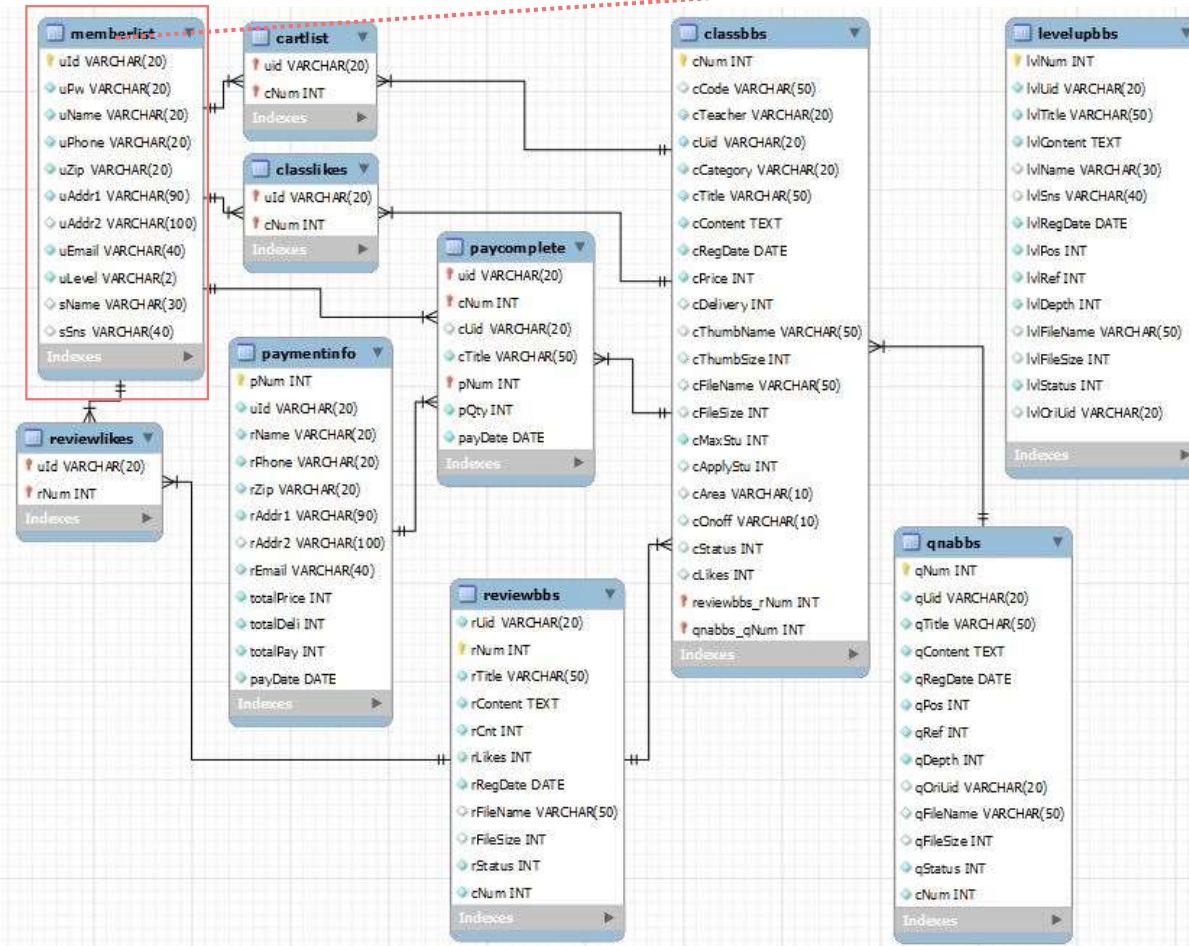 memberlist
uId VARCHAR(20)
uPw VARCHAR(20)
uName VARCHAR(20)
uPhone VARCHAR(20)
uZip VARCHAR(20)
uAddr1 VARCHAR(90)
uAddr2 VARCHAR(100)
uEmail VARCHAR(40)
uLevel VARCHAR(2)
sName VARCHAR(30)
sSns VARCHAR(40)
Indexes
cartlist
uid VARCHAR(20)
cNum INT
Indexes
classlikes
uId VARCHAR(20)
cNum INT
Indexes
paycomplete
uid VARCHAR(20)
cNum INT
cUid VARCHAR(20)
cTitle VARCHAR(50)
pNum INT
pQty INT
payDate DATE
Indexes
paymentinfo
pNum INT
uId VARCHAR(20)
rName VARCHAR(20)
rPhone VARCHAR(20)
rZip VARCHAR(20)
rAddr1 VARCHAR(90)
rAddr2 VARCHAR(100)
rEmail VARCHAR(40)
totalPrice INT
totalDeli INT
totalPay INT
payDate DATE
Indexes
reviewlikes
uId VARCHAR(20)
rNum INT
Indexes
reviewbbs
rUid VARCHAR(20)
rNum INT
rTitle VARCHAR(50)
rContent TEXT
rCnt INT
rLikes INT
rRegDate DATE
rFileName VARCHAR(50)
rFileSize INT
rStatus INT
cNum INT
Indexes
classbbs
cNum INT
cCode VARCHAR(50)
cTeacher VARCHAR(20)
cUid VARCHAR(20)
cCategory VARCHAR(20)
cTitle VARCHAR(50)
cContent TEXT
cRegDate DATE
cPrice INT
cDelivery INT
cThumbName VARCHAR(50)
cThumbSize INT
cFileName VARCHAR(50)
cFileSize INT
cMaxStu INT
cApplyStu INT
cArea VARCHAR(10)
cOnoff VARCHAR(10)
cStatus INT
cLikes INT
reviewbbs_rNum INT
qnabbs_qNum INT
Indexes
levelupbbs
lvlNum INT
lvlUid VARCHAR(20)
lvlTitle VARCHAR(50)
lvlContent TEXT
lvlName VARCHAR(30)
lvlSns VARCHAR(40)
lvlRegDate DATE
lvlPos INT
lvlRef INT
lvlDepth INT
lvlFileName VARCHAR(50)
lvlFileSize INT
lvlStatus INT
lvlOriUid VARCHAR(20)
Indexes
qnabbs
qNum INT
qUid VARCHAR(20)
qTitle VARCHAR(50)
qContent TEXT
qRegDate DATE
qPos INT
qRef INT
qDepth INT
qOriUid VARCHAR(20)
qFileName VARCHAR(50)
qFileSize INT
qStatus INT
cNum INT
Indexes